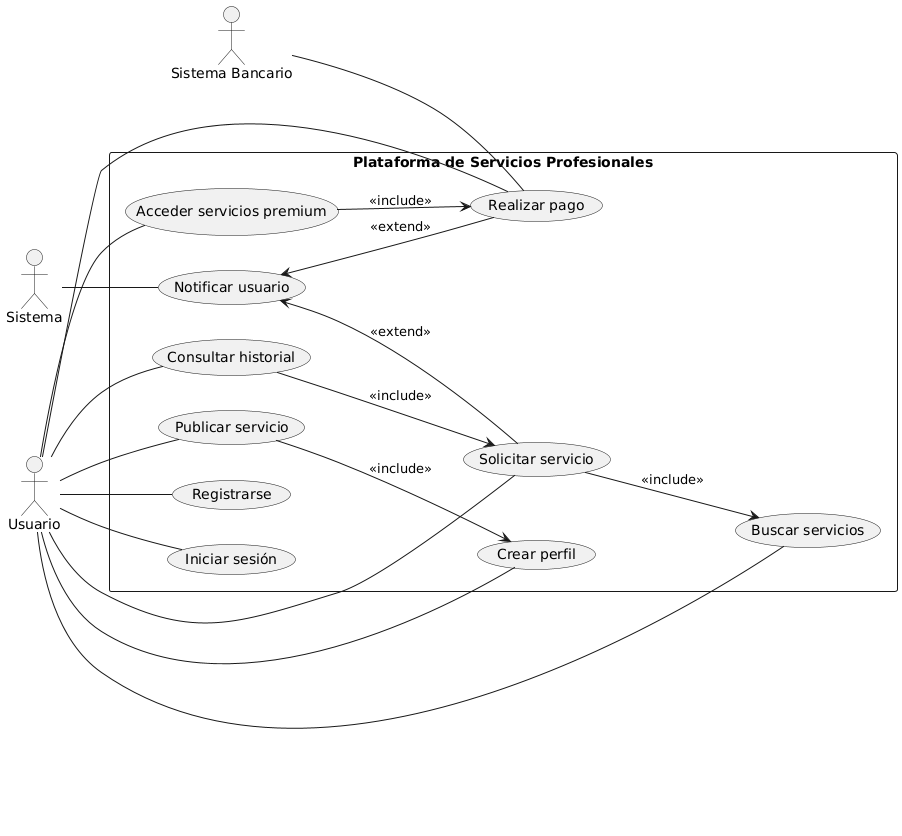 Sistema Bancario
Plataforma de Servicios Profesionales
Acceder servicios premium
«include»
Realizar pago
«extend»
Notificar usuario
Sistema
«extend»
Consultar historial
«include»
Publicar servicio
«include»
Solicitar servicio
«include»
Registrarse
Usuario
Buscar servicios
Iniciar sesión
Crear perfil